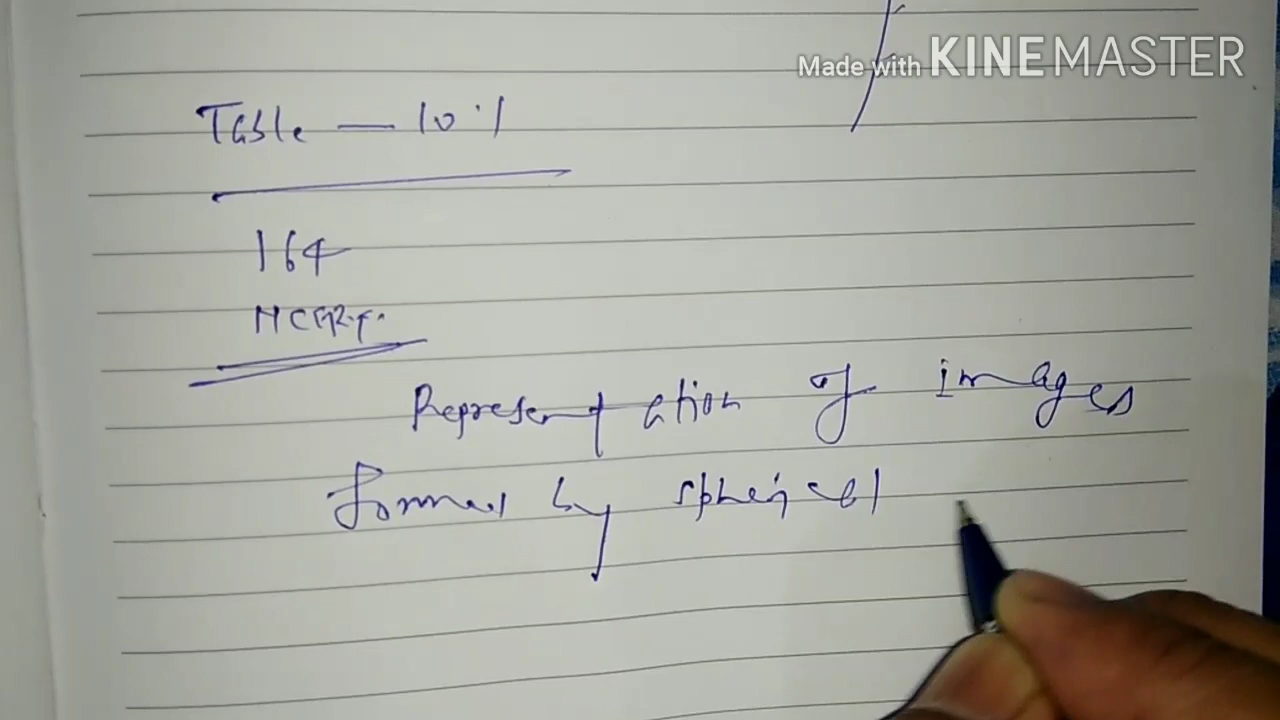 Made with KINEMASTER
Table — 10.1
164
NCERT.
Representation of images
formed by spherical